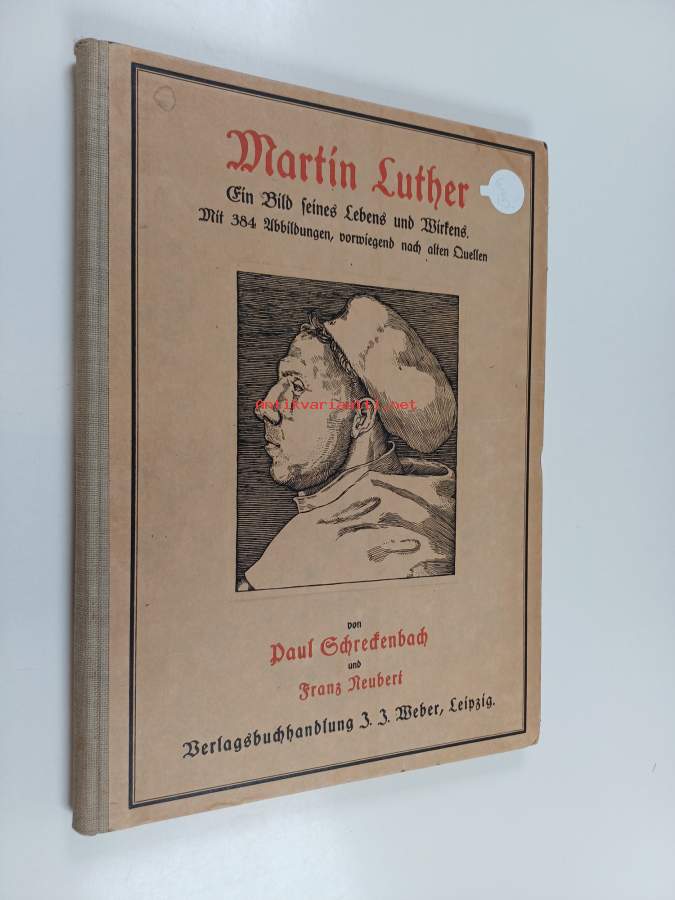 Martin Luther
Ein Bild seines Lebens und Wirkens.
Mit 384 Abbildungen, vorwiegend nach alten Quellen
Antikvariaatti.net
von
Paul Schreckenbach
und
Franz Neubert
Verlagsbuchhandlung J. J. Weber, Leipzig.